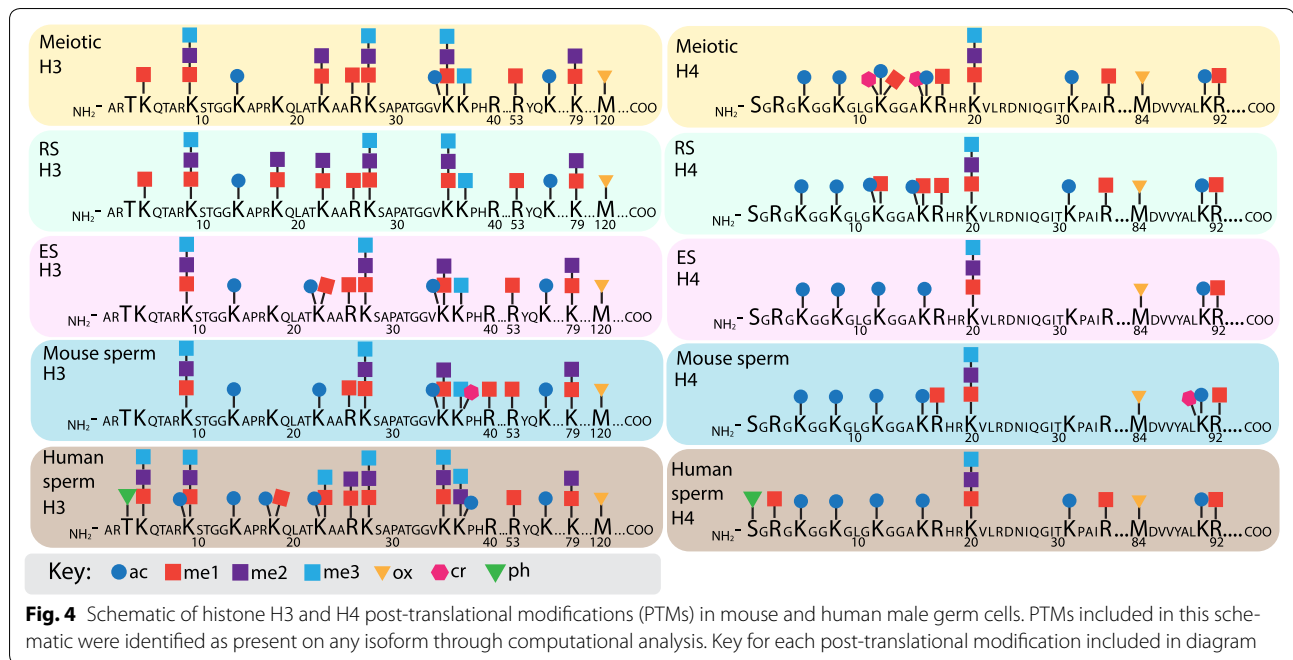 Meiotic
H3
NH2- ARTKQTARKSTGGKAPRKQLATKAARKSAPATGGVKKPHR...RYQK...K...M...COO
10 20 30 40 53 79 120
RS
H3
NH2- ARTKQTARKSTGGKAPRKQLATKAARKSAPATGGVKKPHR...RYQK...K...M...COO
10 20 30 40 53 79 120
ES
H3
NH2- ARTKQTARKSTGGKAPRKQLATKAARKSAPATGGVKKPHR...RYQK...K...M...COO
10 20 30 40 53 79 120
Mouse sperm
H3
NH2- ARTKQTARKSTGGKAPRKQLATKAARKSAPATGGVKKPHR...RYQK...K...M...COO
10 20 30 40 53 79 120
Human
sperm
H3
NH2- ARTKQTARKSTGGKAPRKQLATKAARKSAPATGGVKKPHR...RYQK...K...M...COO
10 20 30 40 53 79 120
Meiotic
H4
NH2- SGRGKGGKGLGKGGAKRHRKVLRDNIQGITKPAIR...MDVVYALKR....COO
10 20 30 84 92
RS
H4
NH2- SGRGKGGKGLGKGGAKRHRKVLRDNIQGITKPAIR...MDVVYALKR....COO
10 20 30 84 92
ES
H4
NH2- SGRGKGGKGLGKGGAKRHRKVLRDNIQGITKPAIR...MDVVYALKR....COO
10 20 30 84 92
Mouse sperm
H4
NH2- SGRGKGGKGLGKGGAKRHRKVLRDNIQGITKPAIR...MDVVYALKR....COO
10 20 30 84 92
Human
sperm
H4
NH2- SGRGKGGKGLGKGGAKRHRKVLRDNIQGITKPAIR...MDVVYALKR....COO
10 20 30 84 92
Key: ac me1 me2 me3 ox cr ph
Fig. 4 Schematic of histone H3 and H4 post-translational modifications (PTMs) in mouse and human male germ cells. PTMs included in this sche-
matic were identified as present on any isoform through computational analysis. Key for each post-translational modification included in diagram